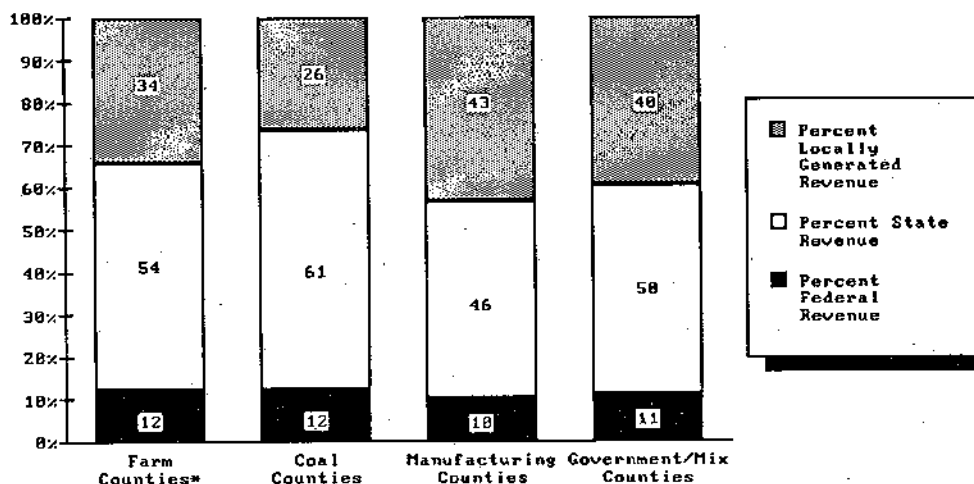 100%
90%
80%
70%
60%
50%
40%
30%
20%
10%
0%
34
54
12
26
61
12
43
46
10
40
50
11
Farm
Counties*
Coal
Counties
Manufacturing
Counties
Government/Mix
Counties
Percent
Locally
Generated
Revenue
Percent State
Revenue
Percent
Federal
Revenue